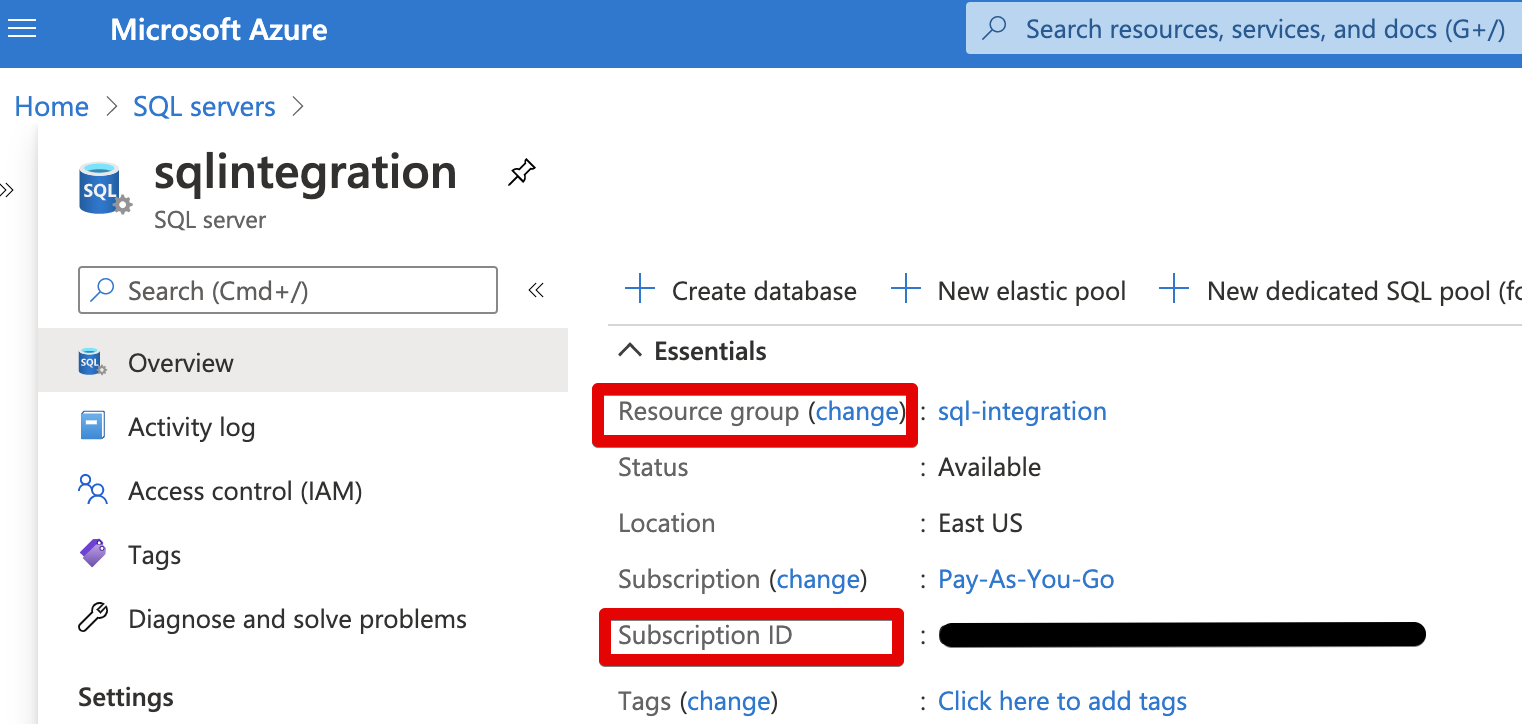 Microsoft Azure
Search resources, services, and docs (G+/)
Home > SQL servers >
»
SQL
sqlintegration
SQL server
Search (Cmd+/)
«
Overview
Activity log
Access control (IAM)
Tags
Diagnose and solve problems
Settings
+ Create database + New elastic pool + New dedicated SQL pool (fo
Essentials
Resource group (change) : sql-integration
Status : Available
Location : East US
Subscription (change) : Pay-As-You-Go
Subscription ID :
Tags (change) : Click here to add tags